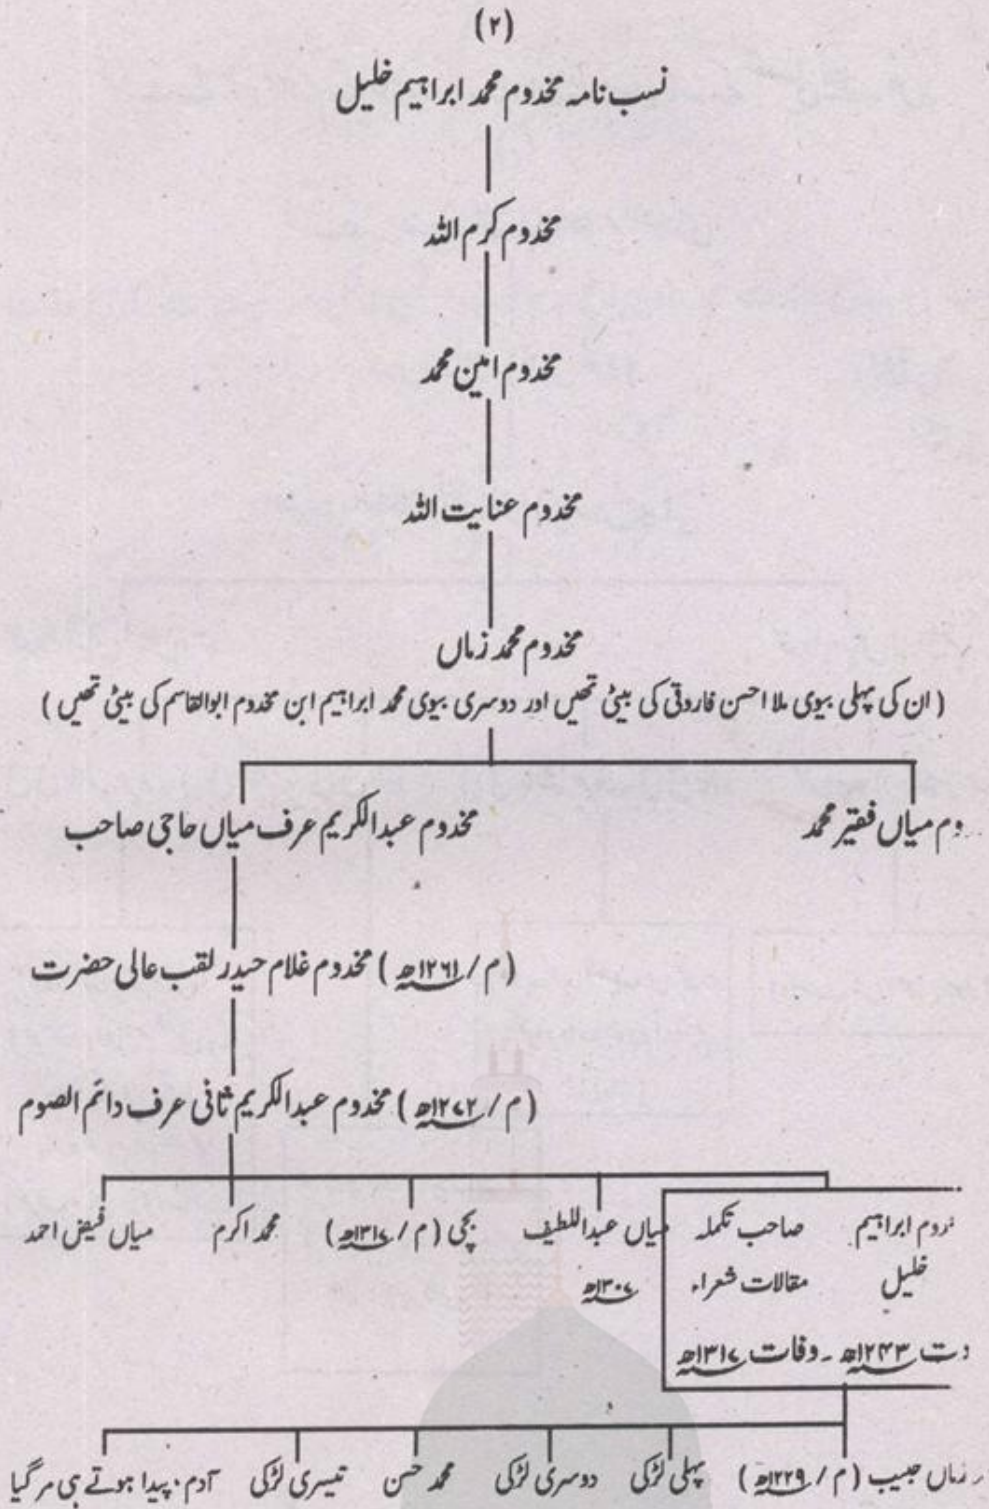 (۲)
نسب نامہ مخدوم محمد ابراہیم خلیل
مخدوم کرم اللہ
مخدوم امین محمد
مخدوم عنایت اللہ
مخدوم محمد زماں
( ان کی پہلی بیوی ملا احسن فاروقی کی بیٹی تھیں اور دوسری بیوی محمد ابراہیم ابن مخدوم ابوالقاسم کی بیٹی تھیں )
میاں فقیر محمد
مخدوم عبدالکریم عرف میاں حاجی صاحب
(م / ۱۲۶۱ھ) مخدوم غلام حیدر لقب عالی حضرت
(م / ۱۲۷۲ھ) مخدوم عبدالکریم ثانی عرف دائم الصوم
ابراہیم صاحب تکملہ میاں عبداللطیف بچی (م / ۱۳۱۷ھ) محمد اکرم میاں فیض احمد
خلیل مقالات شعراء ۱۳۰۷ھ
۱۲۴۳ھ ۔ وفات ۱۳۱۷ھ
زماں حبیب (م / ۱۲۲۹ھ) پہلی لڑکی دوسری لڑکی محمد حسن تیسری لڑکی آدم، پیدا ہوتے ہی مر گیا